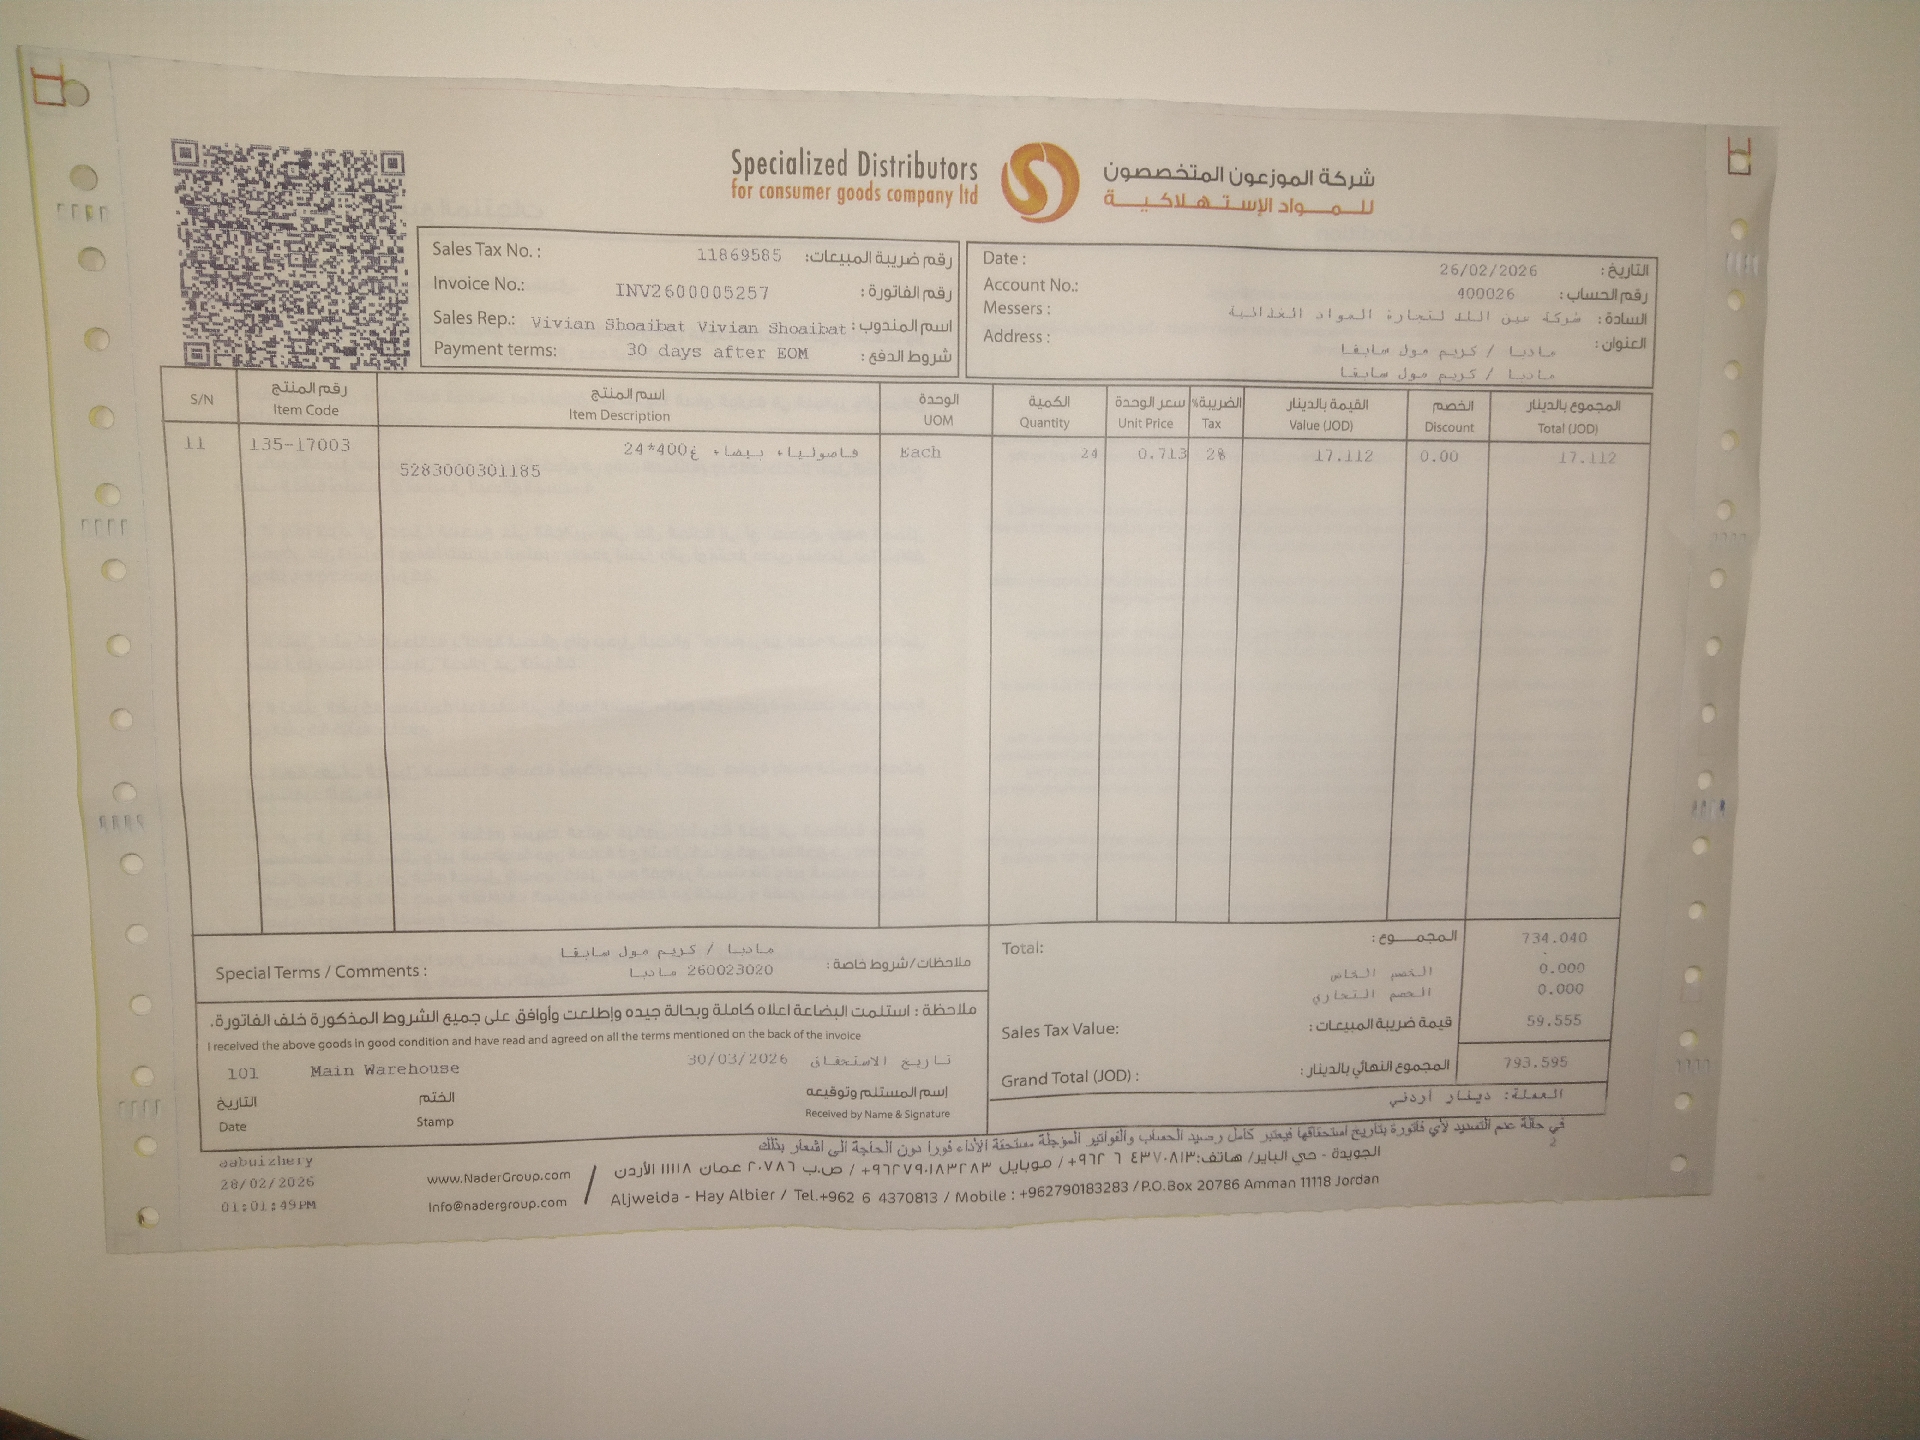 Specialized Distributors
for consumer goods company ltd
شركة الموزعون المتخصصون
للمواد الإستهلاكية
Sales Tax No. : 11869585 رقم ضريبة المبيعات:
Invoice No.: INV2600005257 رقم الفاتورة:
Sales Rep.: Vivian Shoaibat Vivian Shoaibat اسم المندوب:
Payment terms: 30 days after EOM شروط الدفع:
Date : 26/02/2026 التاريخ:
Account No.: 400026 رقم الحساب:
Messers : شركة عين اللد لتجارة المواد الغذائية السادة:
Address : مادبا / كريم مول سابقا العنوان:
مادبا / كريم مول سابقا
S/N رقم المنتج اسم المنتج الوحدة الكمية سعر الوحدة الضريبة% القيمة بالدينار الخصم المجموع بالدينار
Item Code Item Description UOM Quantity Unit Price Tax Value (JOD) Discount Total (JOD)
11 135-17003 فاصولياء بيضاء 400غ*24 Each 24 0.713 2% 17.112 0.00 17.112
5283000301185
Special Terms / Comments : مادبا / كريم مول سابقا ملاحظات/شروط خاصة:
260023020 مادبا
Total: المجموع: 734.040
الخصم الخاص 0.000
الخصم التجاري 0.000
Sales Tax Value: قيمة ضريبة المبيعات: 59.555
Grand Total (JOD) : المجموع النهائي بالدينار: 793.595
العملة: دينار أردني
ملاحظة : استلمت البضاعة اعلاه كاملة وبحالة جيده وإطلعت وأوافق على جميع الشروط المذكورة خلف الفاتورة.
I received the above goods in good condition and have read and agreed on all the terms mentioned on the back of the invoice
تاريخ الاستحقاق 30/03/2026
101 Main Warehouse
التاريخ الختم إسم المستلم وتوقيعه
Date Stamp Received by Name & Signature
في حالة عدم التسديد لأي فاتورة بتاريخ استحقاقها فيعتبر كامل رصيد الحساب والفواتير المؤجلة مستحقة الأداء فورا دون الحاجة الى اشعار بذلك
2
aabuizhery
28/02/2026
01:01:49PM
www.NaderGroup.com
Info@nadergroup.com
الجويدة - حي البابير/ هاتف:٤٣٧٠٨١٣ ٦ ٩٦٢+ / موبايل ٩٦٢٧٩٠١٨٣٢٨٣+ / ص.ب ٢٠٧٨٦ عمان ١١١١٨ الأردن
Aljweida - Hay Albier / Tel.+962 6 4370813 / Mobile : +962790183283 / P.O.Box 20786 Amman 11118 Jordan